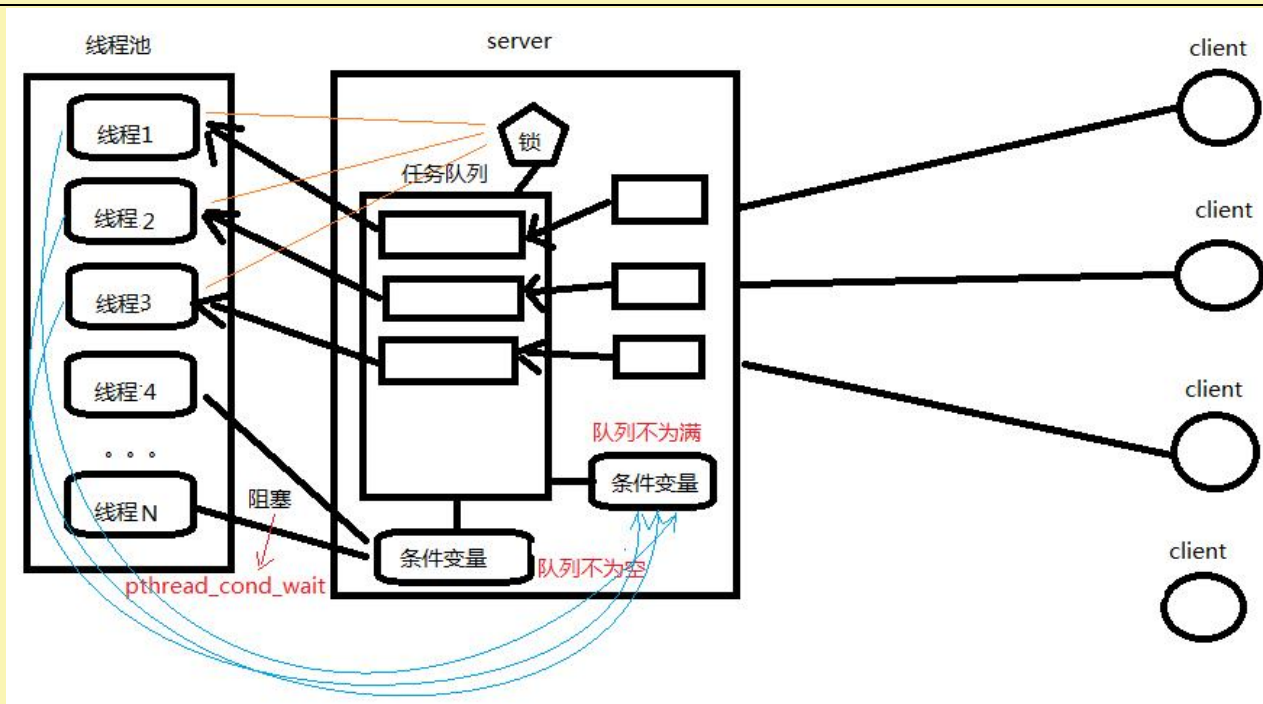 线程池
server
client
线程1
锁
任务队列
线程2
client
线程3
线程4
client
队列不为满
。。。
条件变量
阻塞
线程N
条件变量
队列不为空
client
pthread_cond_wait